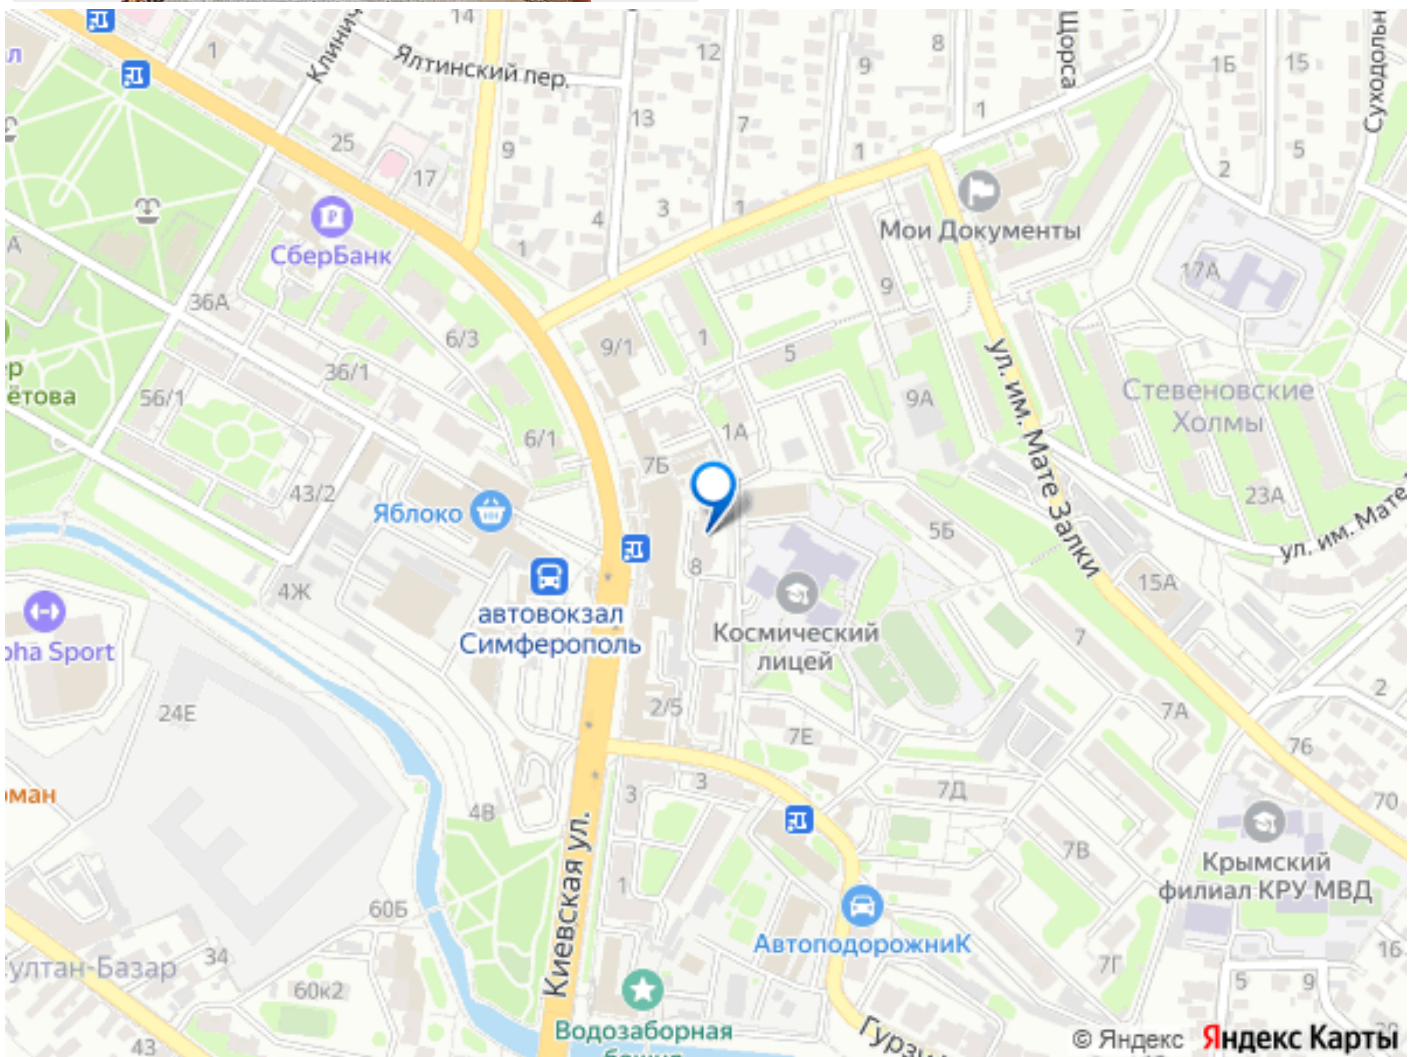 14
12
8
1
Клинич
Ялтинский пер.
Щорса
Суходольн
9
1Б
15
л
13
7
1
25
9
1
5
17
2
4
3
1
СберБанк
1
Мои Документы
17А
А
36А
9
6/3
9/1
1
5
ул. им. Мате Залки
ер
ётова
36/1
56/1
9А
Стевеновские
Холмы
6/1
1А
7Б
43/2
Яблоко
23А
5Б
ул. им. Мате
8
4Ж
15А
автовокзал
Симферополь
Космический
лицей
7
pha Sport
2
24Е
2/5
7А
7Е
76
рман
3
3
7Д
70
4В
Киевская ул.
7В
Крымский
филиал КРУ МВД
1
60Б
АвтоподорожниК
16
ултан-Базар
34
7Г
5
9
60к2
Водозаборная
Гурзу
43
© Яндекс Яндекс Карты